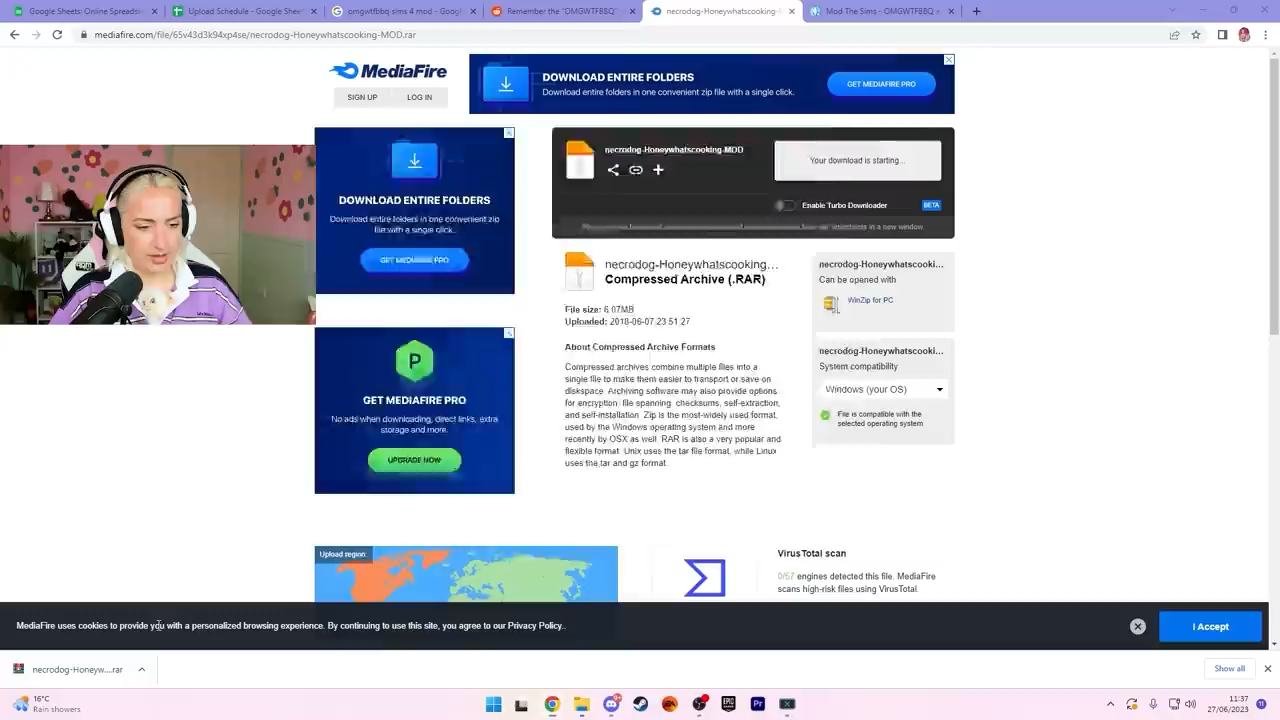 Google Sheets: Online Spreads
Upload Schedule - Google Shee
omgwtfbbq sims 4 mod - Googl
Remember the "OMGWTFBBQ"
necrodog-Honeywhatscooking-
Mod The Sims - OMGWTFBBQ
mediafire.com/file/65v43d3k94xp4se/necrodog-Honeywhatscooking-MOD.rar
MediaFire
SIGN UP
LOG IN
DOWNLOAD ENTIRE FOLDERS
Download entire folders in one convenient zip file with a single click.
GET MEDIAFIRE PRO
DOWNLOAD ENTIRE FOLDERS
Download entire folders in one convenient zip
file with a single click.
GET MEDIAFIRE PRO
necrodog-Honeywhatscooking-MOD
Your download is starting...
Enable Turbo Downloader
BETA
in a new window.
necrodog-Honeywhatscooking...
Compressed Archive (.RAR)
File size: 6.07MB
Uploaded: 2018-06-07 23:51:27
About Compressed Archive Formats
Compressed archives combine multiple files into a
single file to make them easier to transport or save on
diskspace. Archiving software may also provide options
for encryption, file spanning, checksums, self-extraction,
and self-installation. Zip is the most-widely used format,
used by the Windows operating system and more
recently by OSX as well. RAR is also a very popular and
flexible format. Unix uses the tar file format, while Linux
uses the tar and gz format.
necrodog-Honeywhatscooki...
Can be opened with
WinZip for PC
necrodog-Honeywhatscooki...
System compatibility
Windows (your OS)
File is compatible with the
selected operating system
P
GET MEDIAFIRE PRO
No ads when downloading, direct links, extra
storage and more.
UPGRADE NOW
Upload region:
VirusTotal scan
0/57 engines detected this file. MediaFire
scans high-risk files using VirusTotal.
MediaFire uses cookies to provide you with a personalized browsing experience. By continuing to use this site, you agree to our Privacy Policy..
I Accept
necrodog-Honeyw....rar
Show all
16°C
Rain showers
EPIC
Pr
11:37
27/06/2023